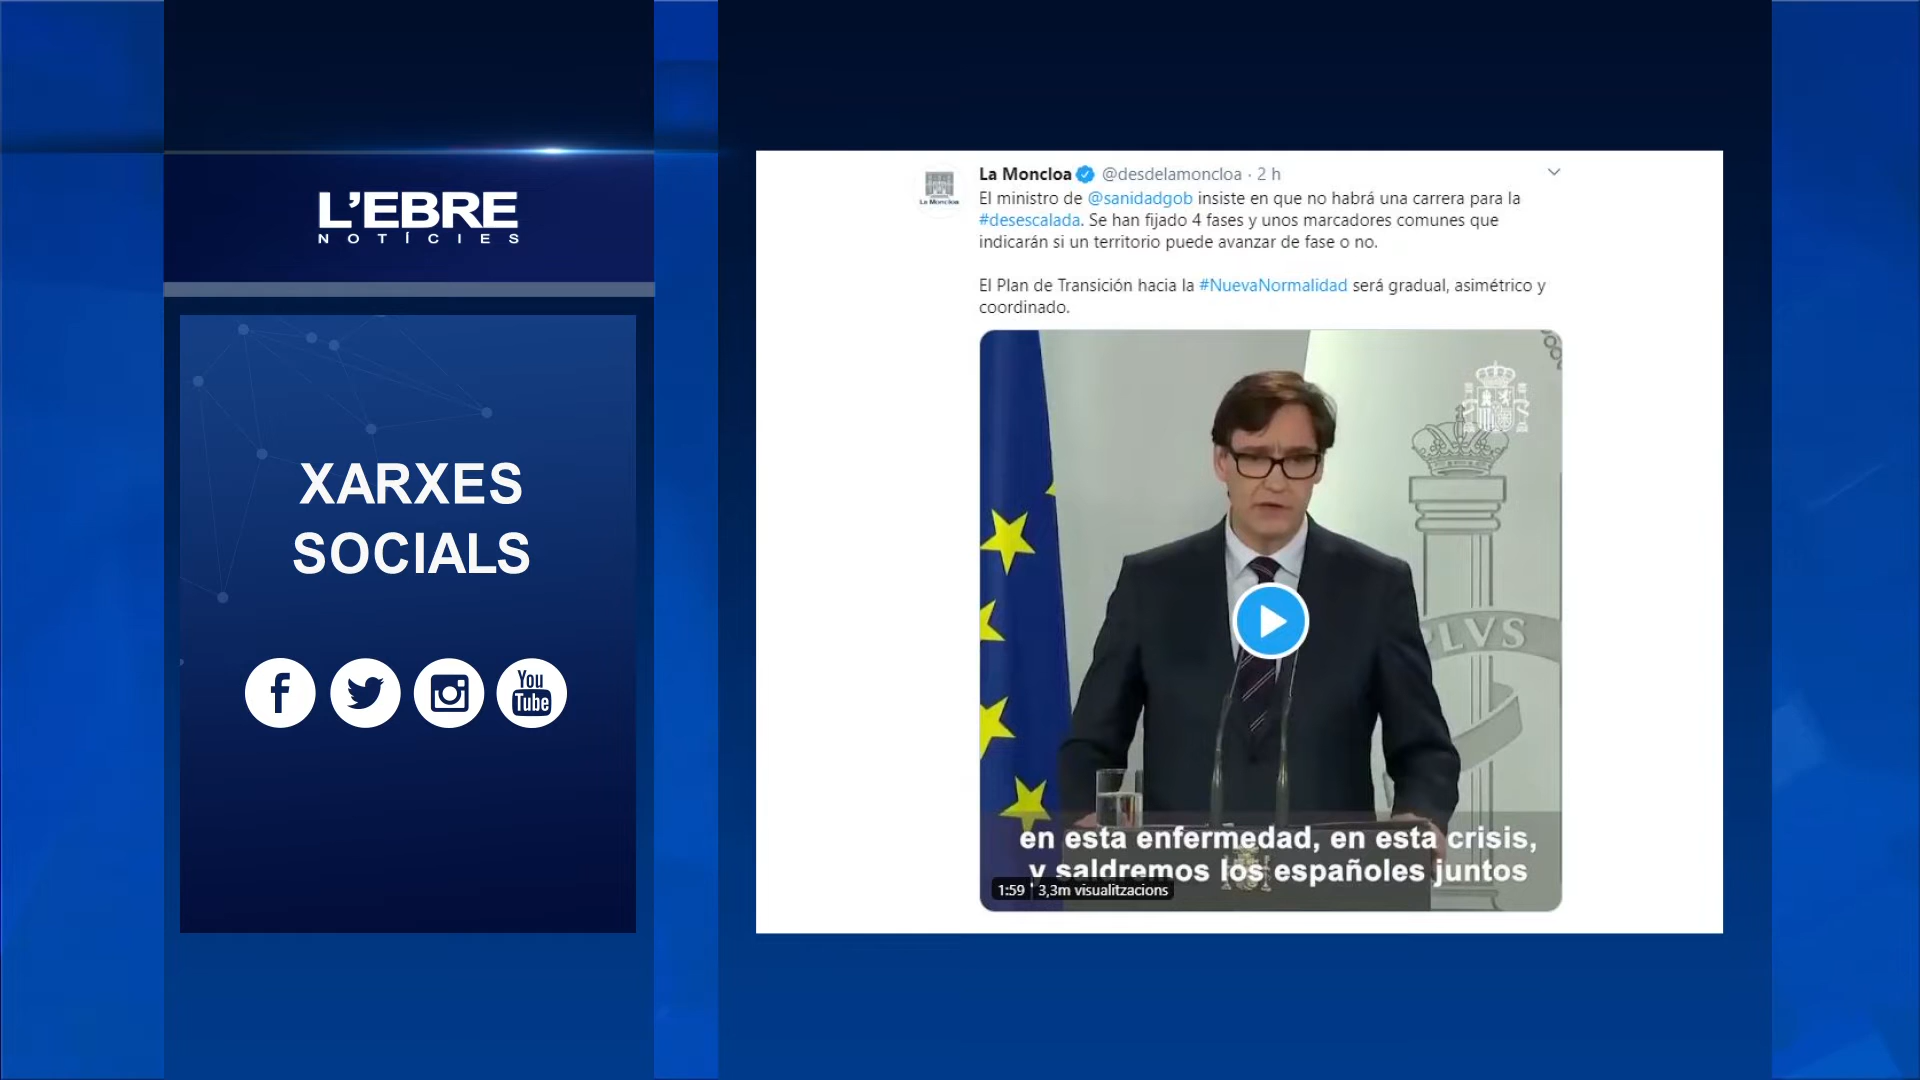 L'EBRE
NOTÍCIES
XARXES
SOCIALS
You
Tube
La Moncloa @desdelamoncloa · 2 h
El ministro de @sanidadgob insiste en que no habrá una carrera para la
#desescalada. Se han fijado 4 fases y unos marcadores comunes que
indicarán si un territorio puede avanzar de fase o no.
El Plan de Transición hacia la #NuevaNormalidad será gradual, asimétrico y
coordinado.
La Moncloa
PLVS
en esta enfermedad, en esta crisis,
y saldremos los españoles juntos
1:59 3,3m visualitzacions